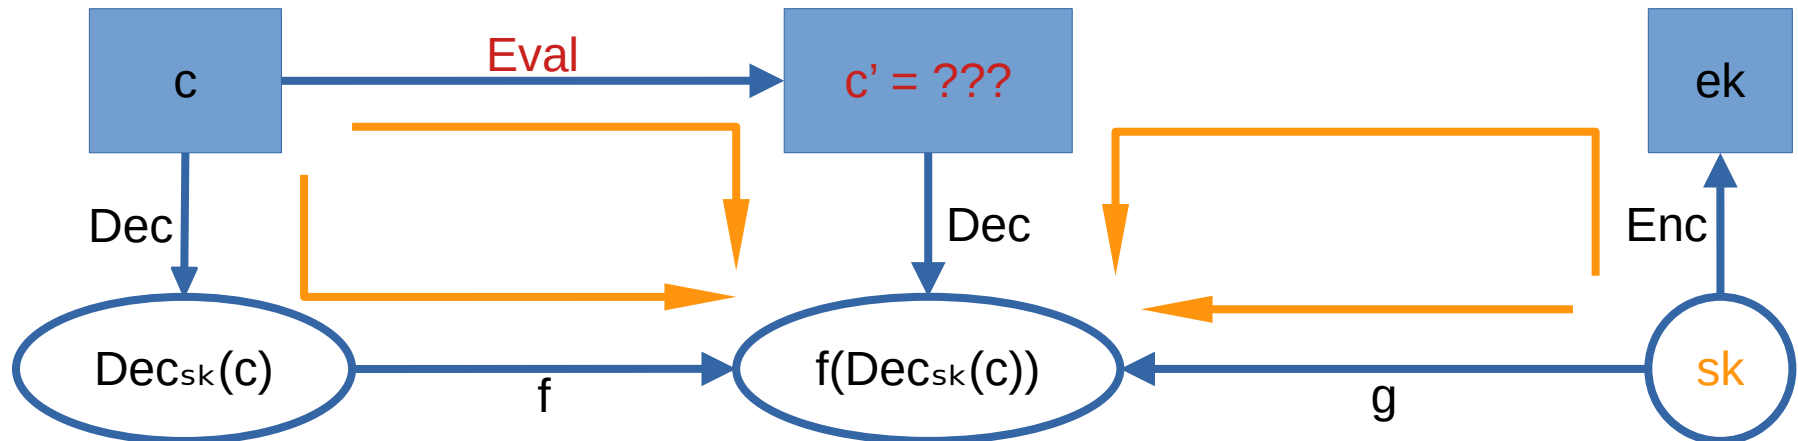 c
Eval
c’ = ???
ek
Dec
Dec
Enc
Decₛₖ(c)
f
f(Decₛₖ(c))
g
sk